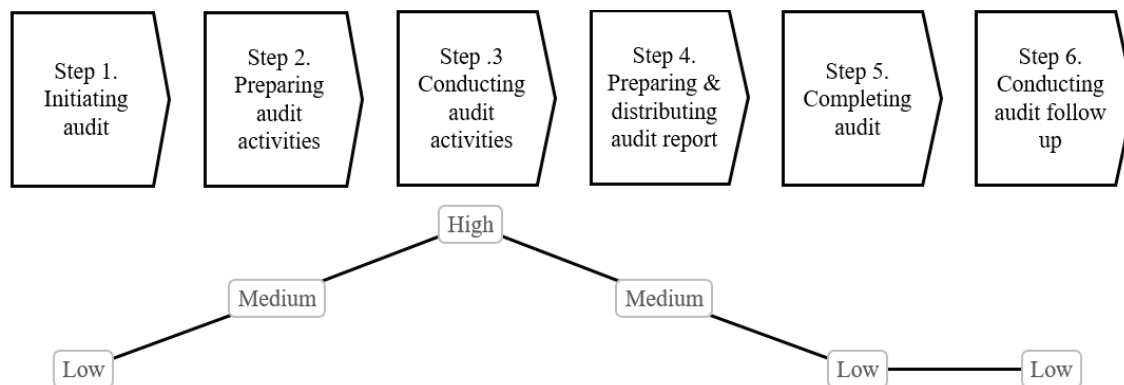 Step 1.
Initiating
audit
Step 2.
Preparing
audit
activities
Step .3
Conducting
audit
activities
Step 4.
Preparing &
distributing
audit report
Step 5.
Completing
audit
Step 6.
Conducting
audit follow
up
High
Medium
Medium
Low
Low
Low